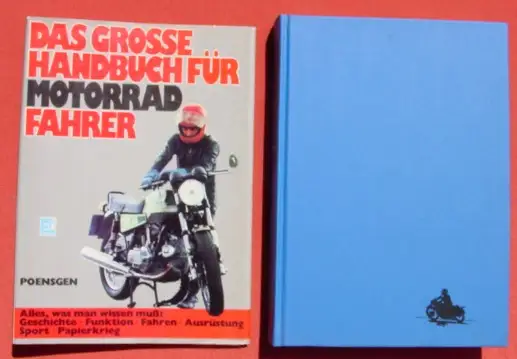 DAS GROSSE
HANDBUCH FÜR
MOTORRAD
FAHRER
POENSGEN
Alles, was man wissen muß:
Geschichte · Funktion · Fahren · Ausrüstung
Sport · Papierkrieg